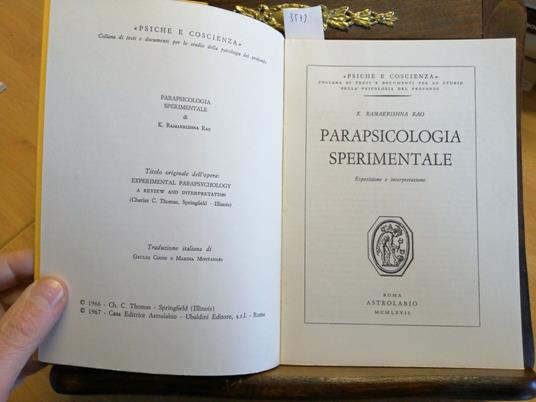 «PSICHE E COSCIENZA»
Collana di testi e documenti per lo studio della psicologia del profondo
PARAPSICOLOGIA
SPERIMENTALE
di
K. RAMAKRISHNA RAO
Titolo originale dell'opera:
EXPERIMENTAL PARAPSYCHOLOGY
A REVIEW AND INTERPRETATION
(Charles C. Thomas, Springfield - Illinois)
Traduzione italiana di
E MARINA MONTANARI
© 1966 - Ch. C. Thomas - Springfield (Illinois)
© 1967 - Casa Editrice Astrolabio - Ubaldini Editore, s.r.l. - Roma
3573
«PSICHE E COSCIENZA»
COLLANA DI TESTI E DOCUMENTI PER LO STUDIO
DELLA PSICOLOGIA DEL PROFONDO
K. RAMAKRISHNA RAO
PARAPSICOLOGIA
SPERIMENTALE
Esposizione e interpretazione
ROMA
ASTROLABIO
MCMLXVII